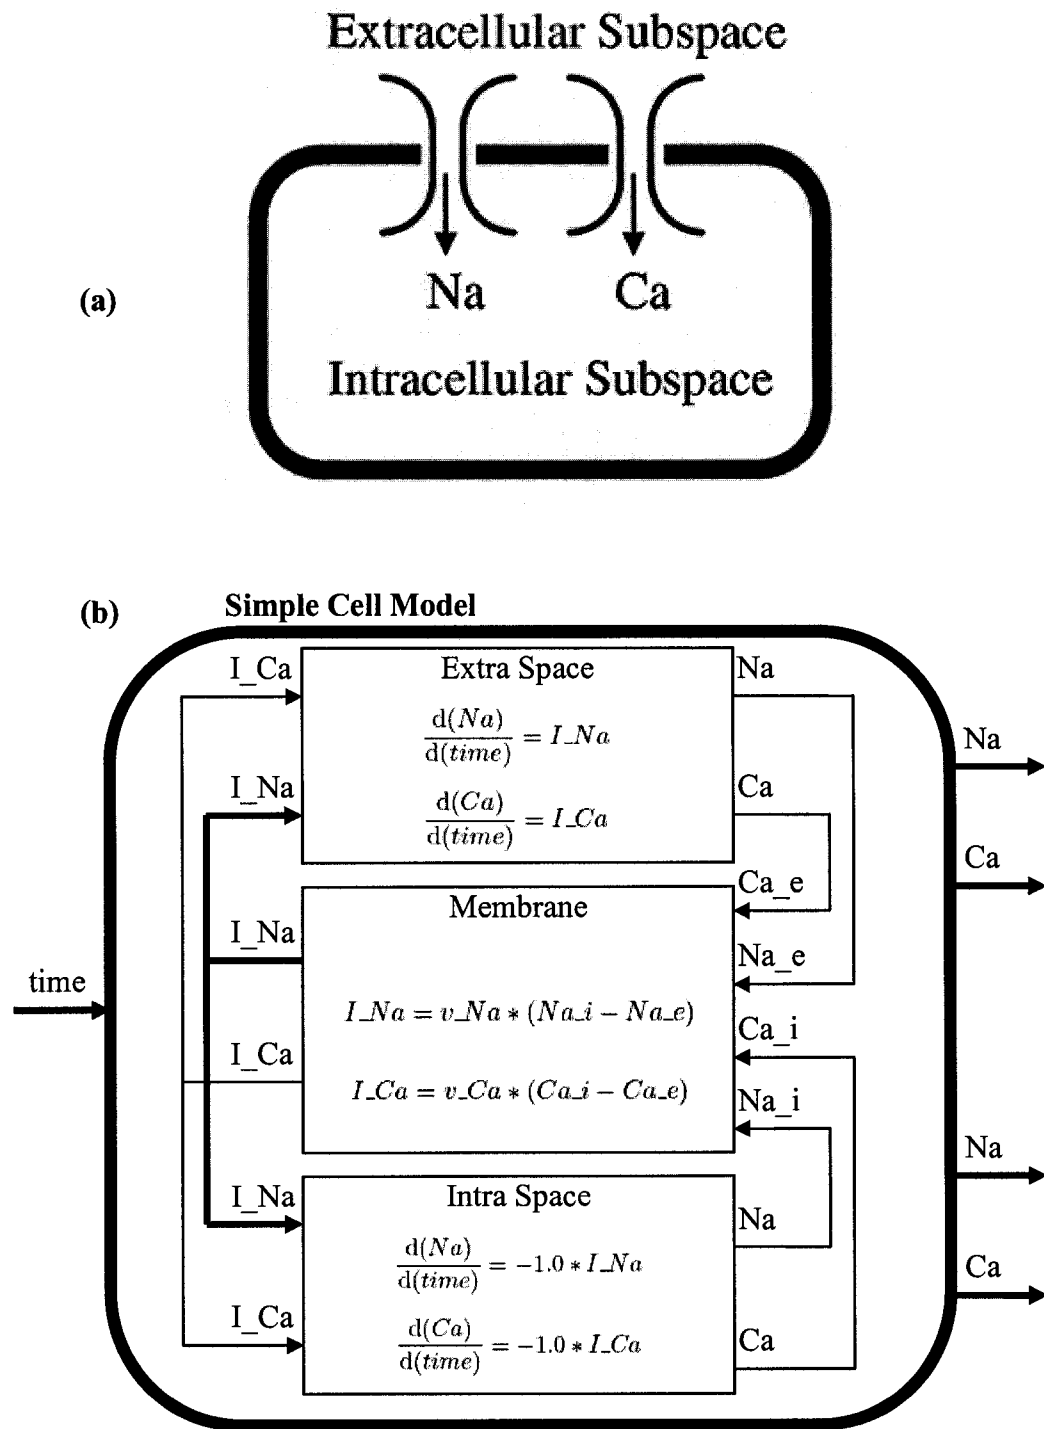 Extracellular Subspace
Na Ca
(a)
Intracellular Subspace
(b) Simple Cell Model
I_Ca Extra Space Na
d(Na)/d(time) = I_Na
Na
I_Na Ca
d(Ca)/d(time) = I_Ca
Ca
Ca_e
Membrane
I_Na
Na_e
time
I_Na = v_Na * (Na_i − Na_e)
Ca_i
I_Ca
I_Ca = v_Ca * (Ca_i − Ca_e)
Na_i
Na
I_Na Intra Space
Na
d(Na)/d(time) = −1.0 * I_Na
Ca
I_Ca
d(Ca)/d(time) = −1.0 * I_Ca
Ca